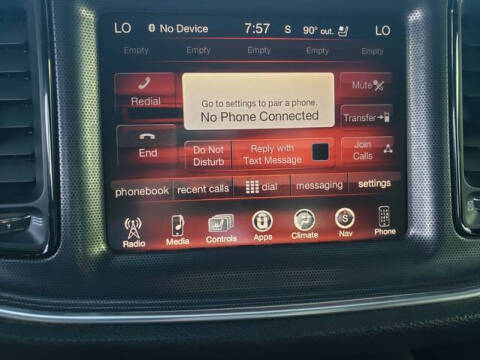 LO No Device 7:57 S 90° out. LO
Empty Empty Empty Empty Empty
Redial
Go to settings to pair a phone.
No Phone Connected
Mute
Transfer
End
Do Not
Disturb
Reply with
Text Message
Join
Calls
phonebook recent calls dial messaging settings
Radio Media Controls Apps Climate Nav Phone
S